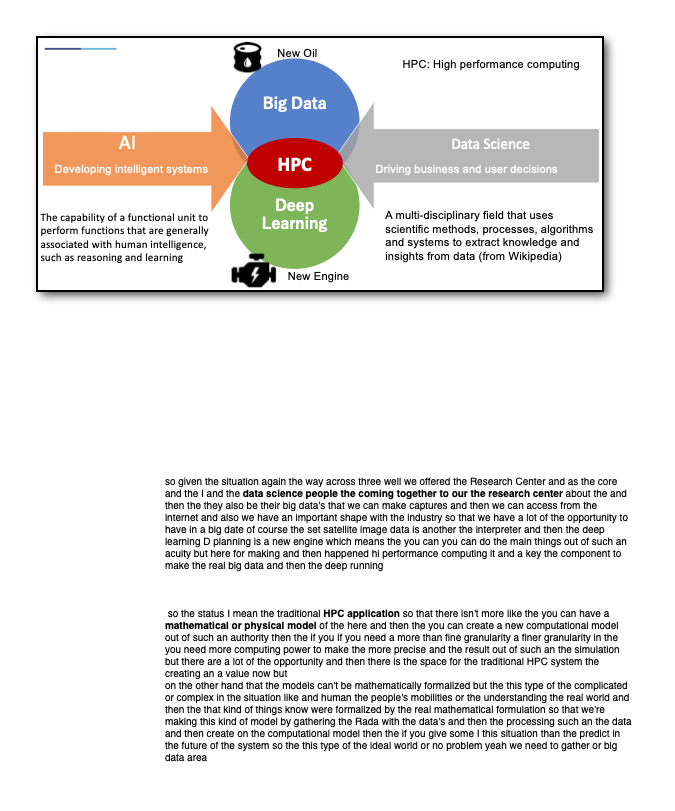 New Oil
HPC: High performance computing
Big Data
AI
Developing intelligent systems
HPC
Data Science
Driving business and user decisions
Deep
Learning
The capability of a functional unit to
perform functions that are generally
associated with human intelligence,
such as reasoning and learning
A multi-disciplinary field that uses
scientific methods, processes, algorithms
and systems to extract knowledge and
insights from data (from Wikipedia)
New Engine
so given the situation again the way across three well we offered the Research Center and as the core
and the I and the data science people the coming together to our the research center about the and
then the they also be their big data's that we can make captures and then we can access from the
internet and also we have an important shape with the industry so that we have a lot of the opportunity to
have in a big date of course the set satellite image data is another the interpreter and then the deep
learning D planning is a new engine which means the you can you can do the main things out of such an
acuity but here for making and then happened hi performance computing it and a key the component to
make the real big data and then the deep running
so the status I mean the traditional HPC application so that there isn't more like the you can have a
mathematical or physical model of the here and then the you can create a new computational model
out of such an authority then the if you if you need a more than fine granularity a finer granularity in the
you need more computing power to make the more precise and the result out of such an the simulation
but there are a lot of the opportunity and then there is the space for the traditional HPC system the
creating an a value now but
on the other hand that the models can't be mathematically formalized but the this type of the complicated
or complex in the situation like and human the people's mobilities or the understanding the real world and
then the that kind of things know were formalized by the real mathematical formulation so that we're
making this kind of model by gathering the Rada with the data's and then the processing such an the data
and then create on the computational model then the if you give some I this situation than the predict in
the future of the system so the this type of the ideal world or no problem yeah we need to gather or big
data area